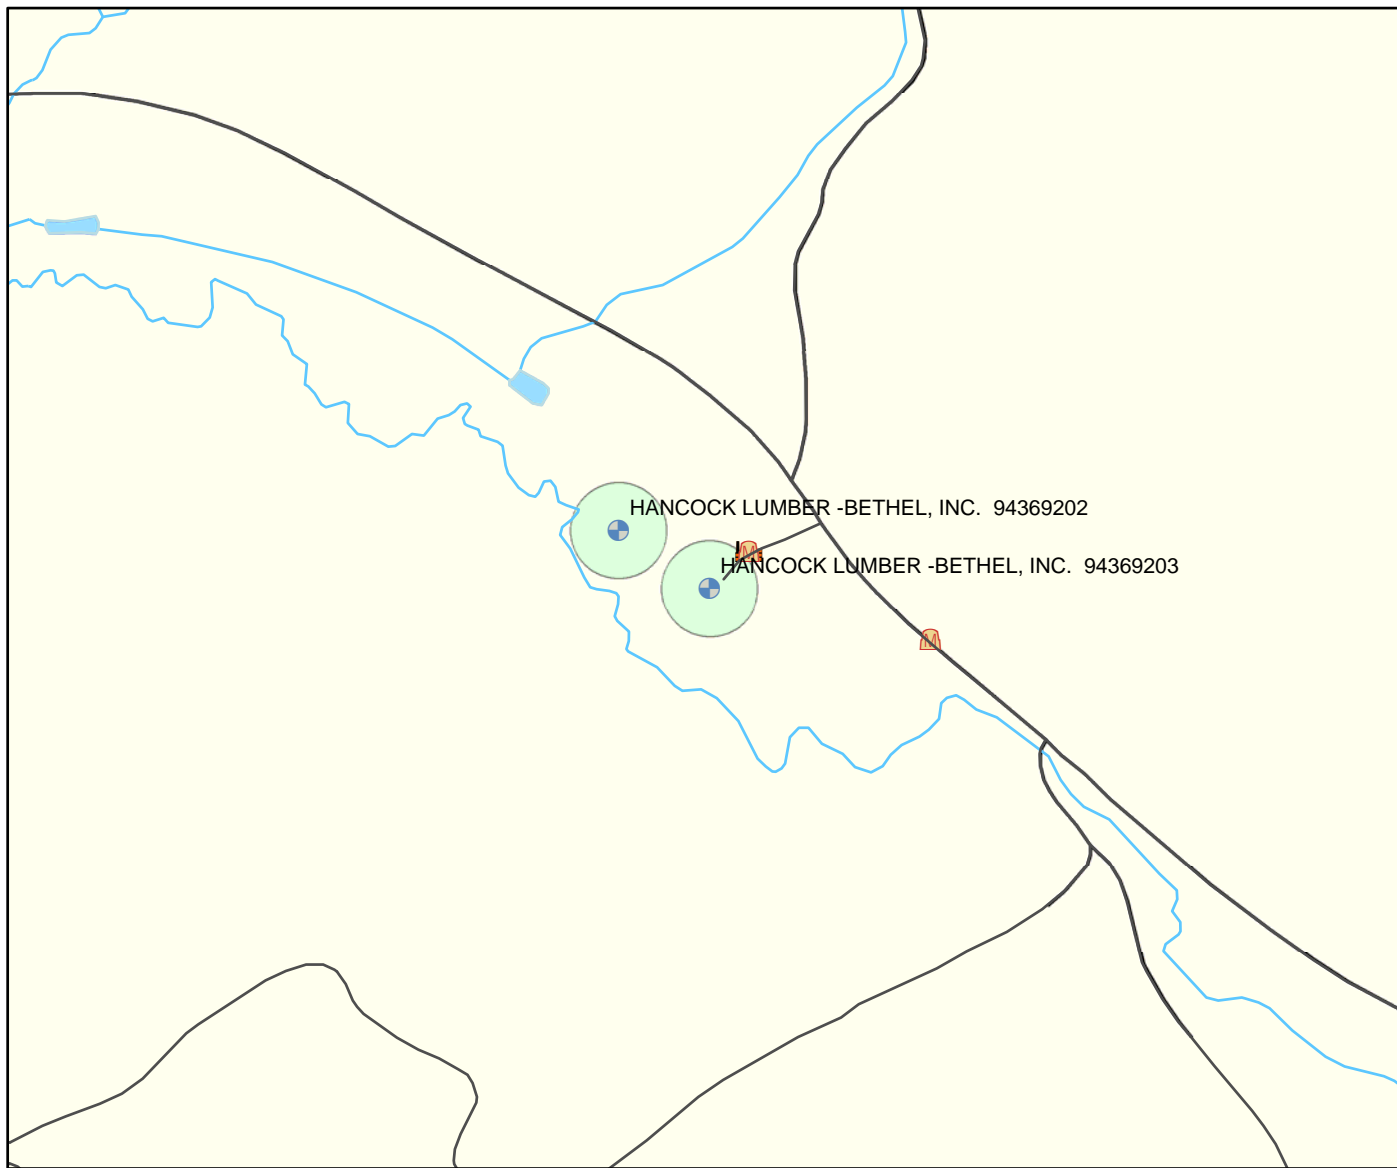 HANCOCK LUMBER -BETHEL, INC.  94369202
M
HANCOCK LUMBER -BETHEL, INC.  94369203
M